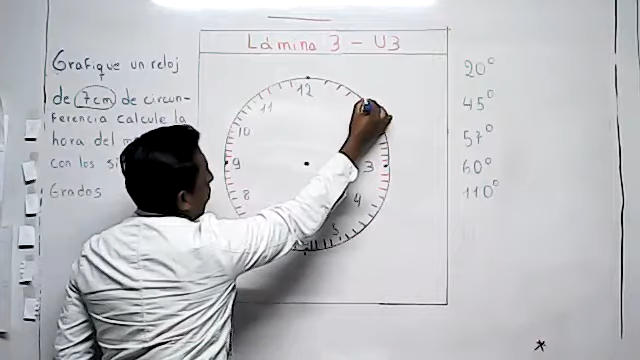 Lámina 3 - U3
Grafique un reloj
de 7cm de circun-
ferencia calcule la
hora del
con los
Grados
12
11
10
9
8
3
4
5
20°
45°
57°
60°
110°
*